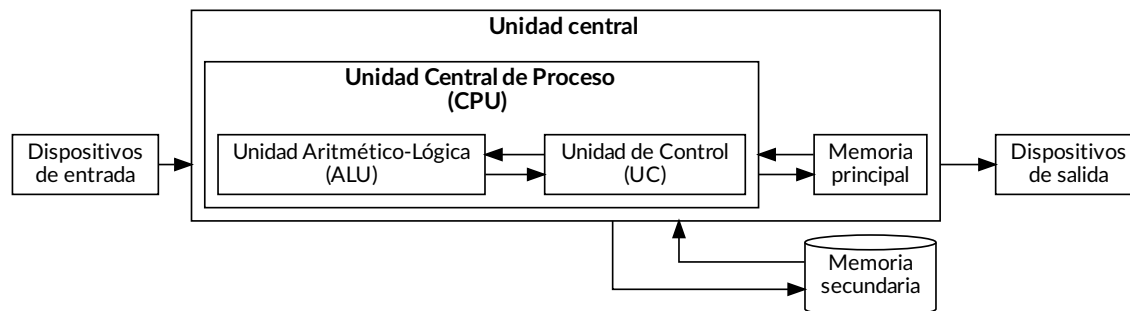 Unidad central
Unidad Central de Proceso
(CPU)
Dispositivos
de entrada
Unidad Aritmético-Lógica
(ALU)
Unidad de Control
(UC)
Memoria
principal
Dispositivos
de salida
Memoria
secundaria